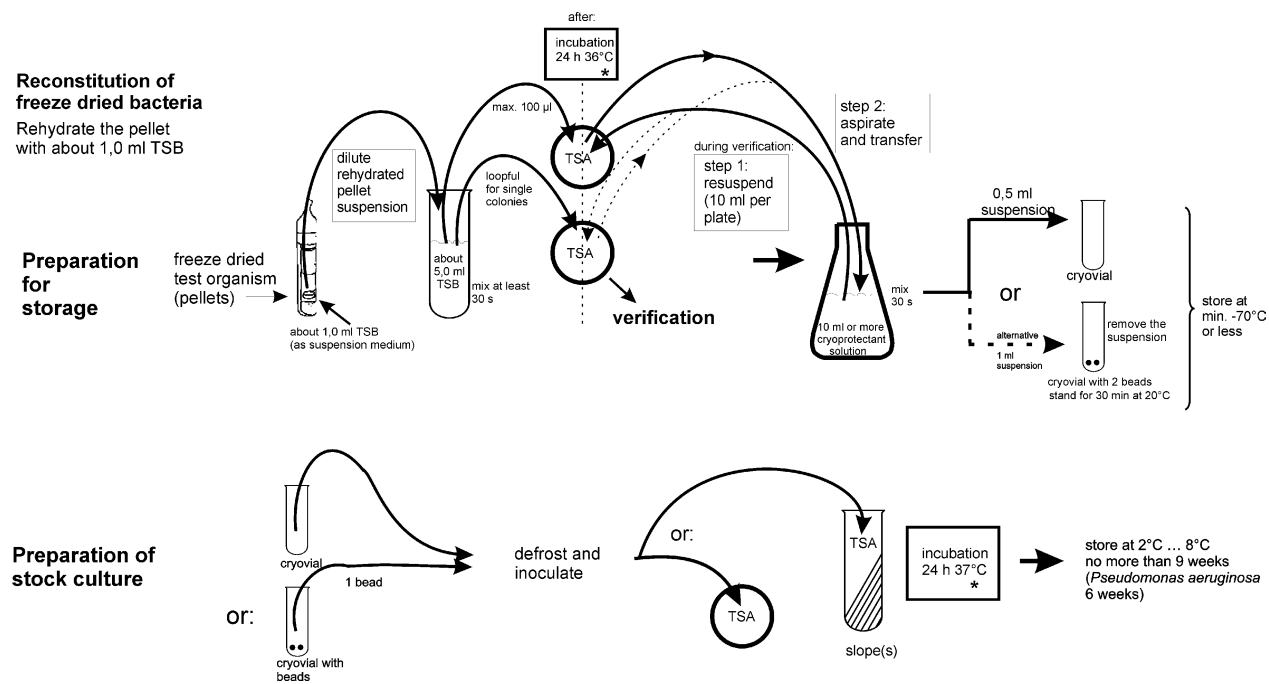 after:
incubation
24 h 36°C
*
Reconstitution of
freeze dried bacteria
Rehydrate the pellet
with about 1,0 ml TSB
max. 100 µl
TSA
step 2:
aspirate
and transfer
dilute
rehydrated
pellet
suspension
loopful
for single
colonies
during verification:
step 1:
resuspend
(10 ml per
plate)
TSA
0,5 ml
suspension
cryovial
Preparation
for
storage
freeze dried
test organism
(pellets)
about
5,0 ml
TSB
mix at least
30 s
verification
mix
30 s
or
about 1,0 ml TSB
(as suspension medium)
10 ml or more
cryoprotectant
solution
alternative
1 ml
suspension
remove the
suspension
cryovial with 2 beads
stand for 30 min at 20°C
store at
min. -70°C
or less
Preparation of
stock culture
cryovial
1 bead
or:
cryovial with
beads
defrost and
inoculate
or:
TSA
TSA
slope(s)
incubation
24 h 37°C
*
store at 2°C ... 8°C
no more than 9 weeks
(Pseudomonas aeruginosa
6 weeks)